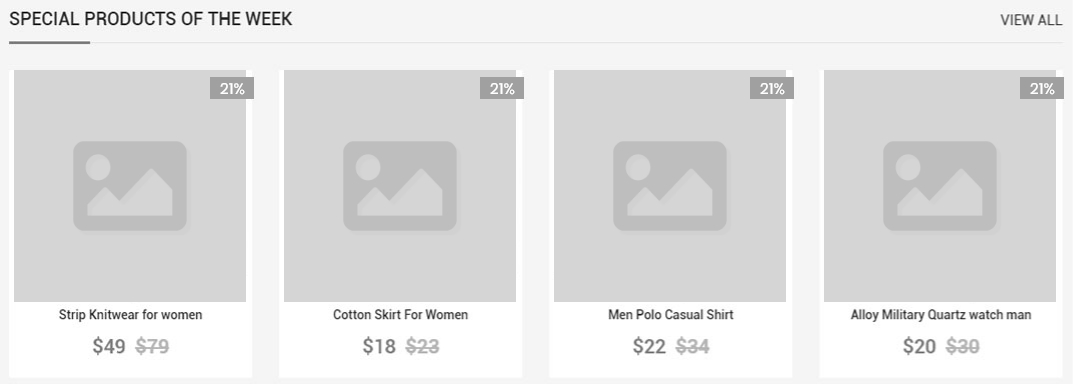 SPECIAL PRODUCTS OF THE WEEK
VIEW ALL
21%
21%
21%
21%
Strip Knitwear for women
Cotton Skirt For Women
Men Polo Casual Shirt
Alloy Military Quartz watch man
$49 $79
$18 $23
$22 $34
$20 $30